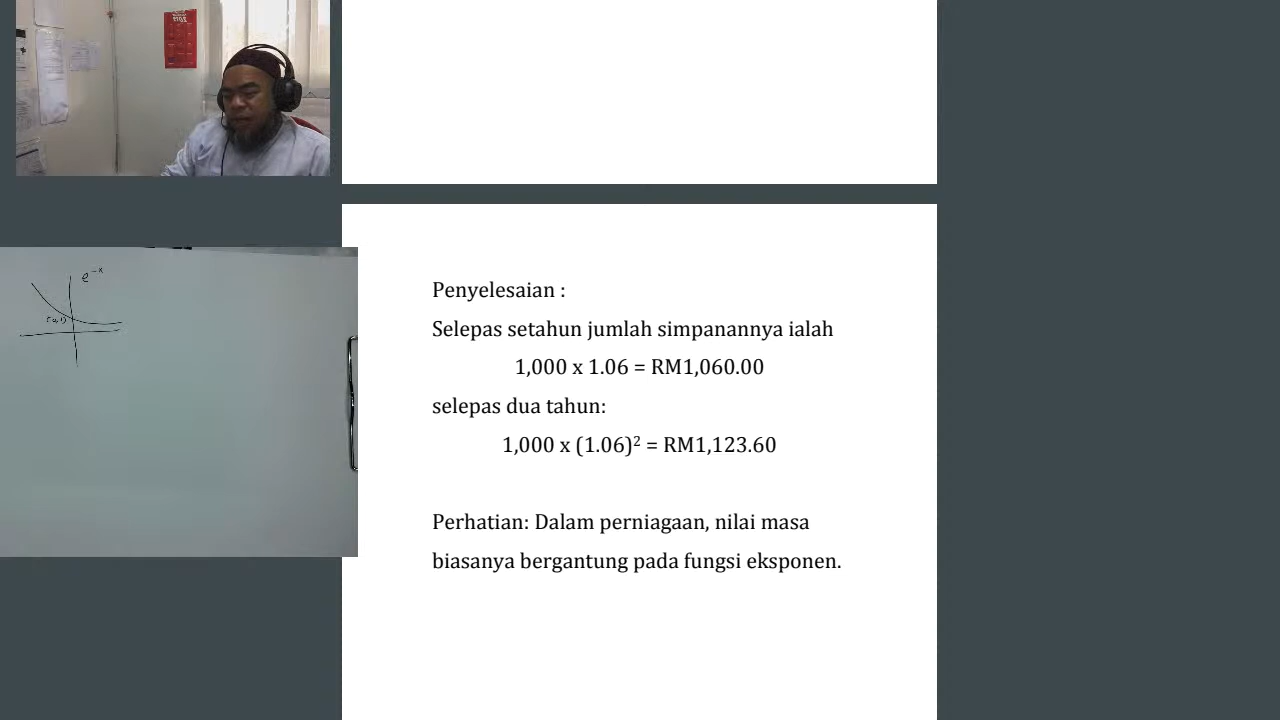 e⁻ˣ
Penyelesaian :
Selepas setahun jumlah simpanannya ialah
1,000 x 1.06 = RM1,060.00
selepas dua tahun:
1,000 x (1.06)² = RM1,123.60
Perhatian: Dalam perniagaan, nilai masa
biasanya bergantung pada fungsi eksponen.